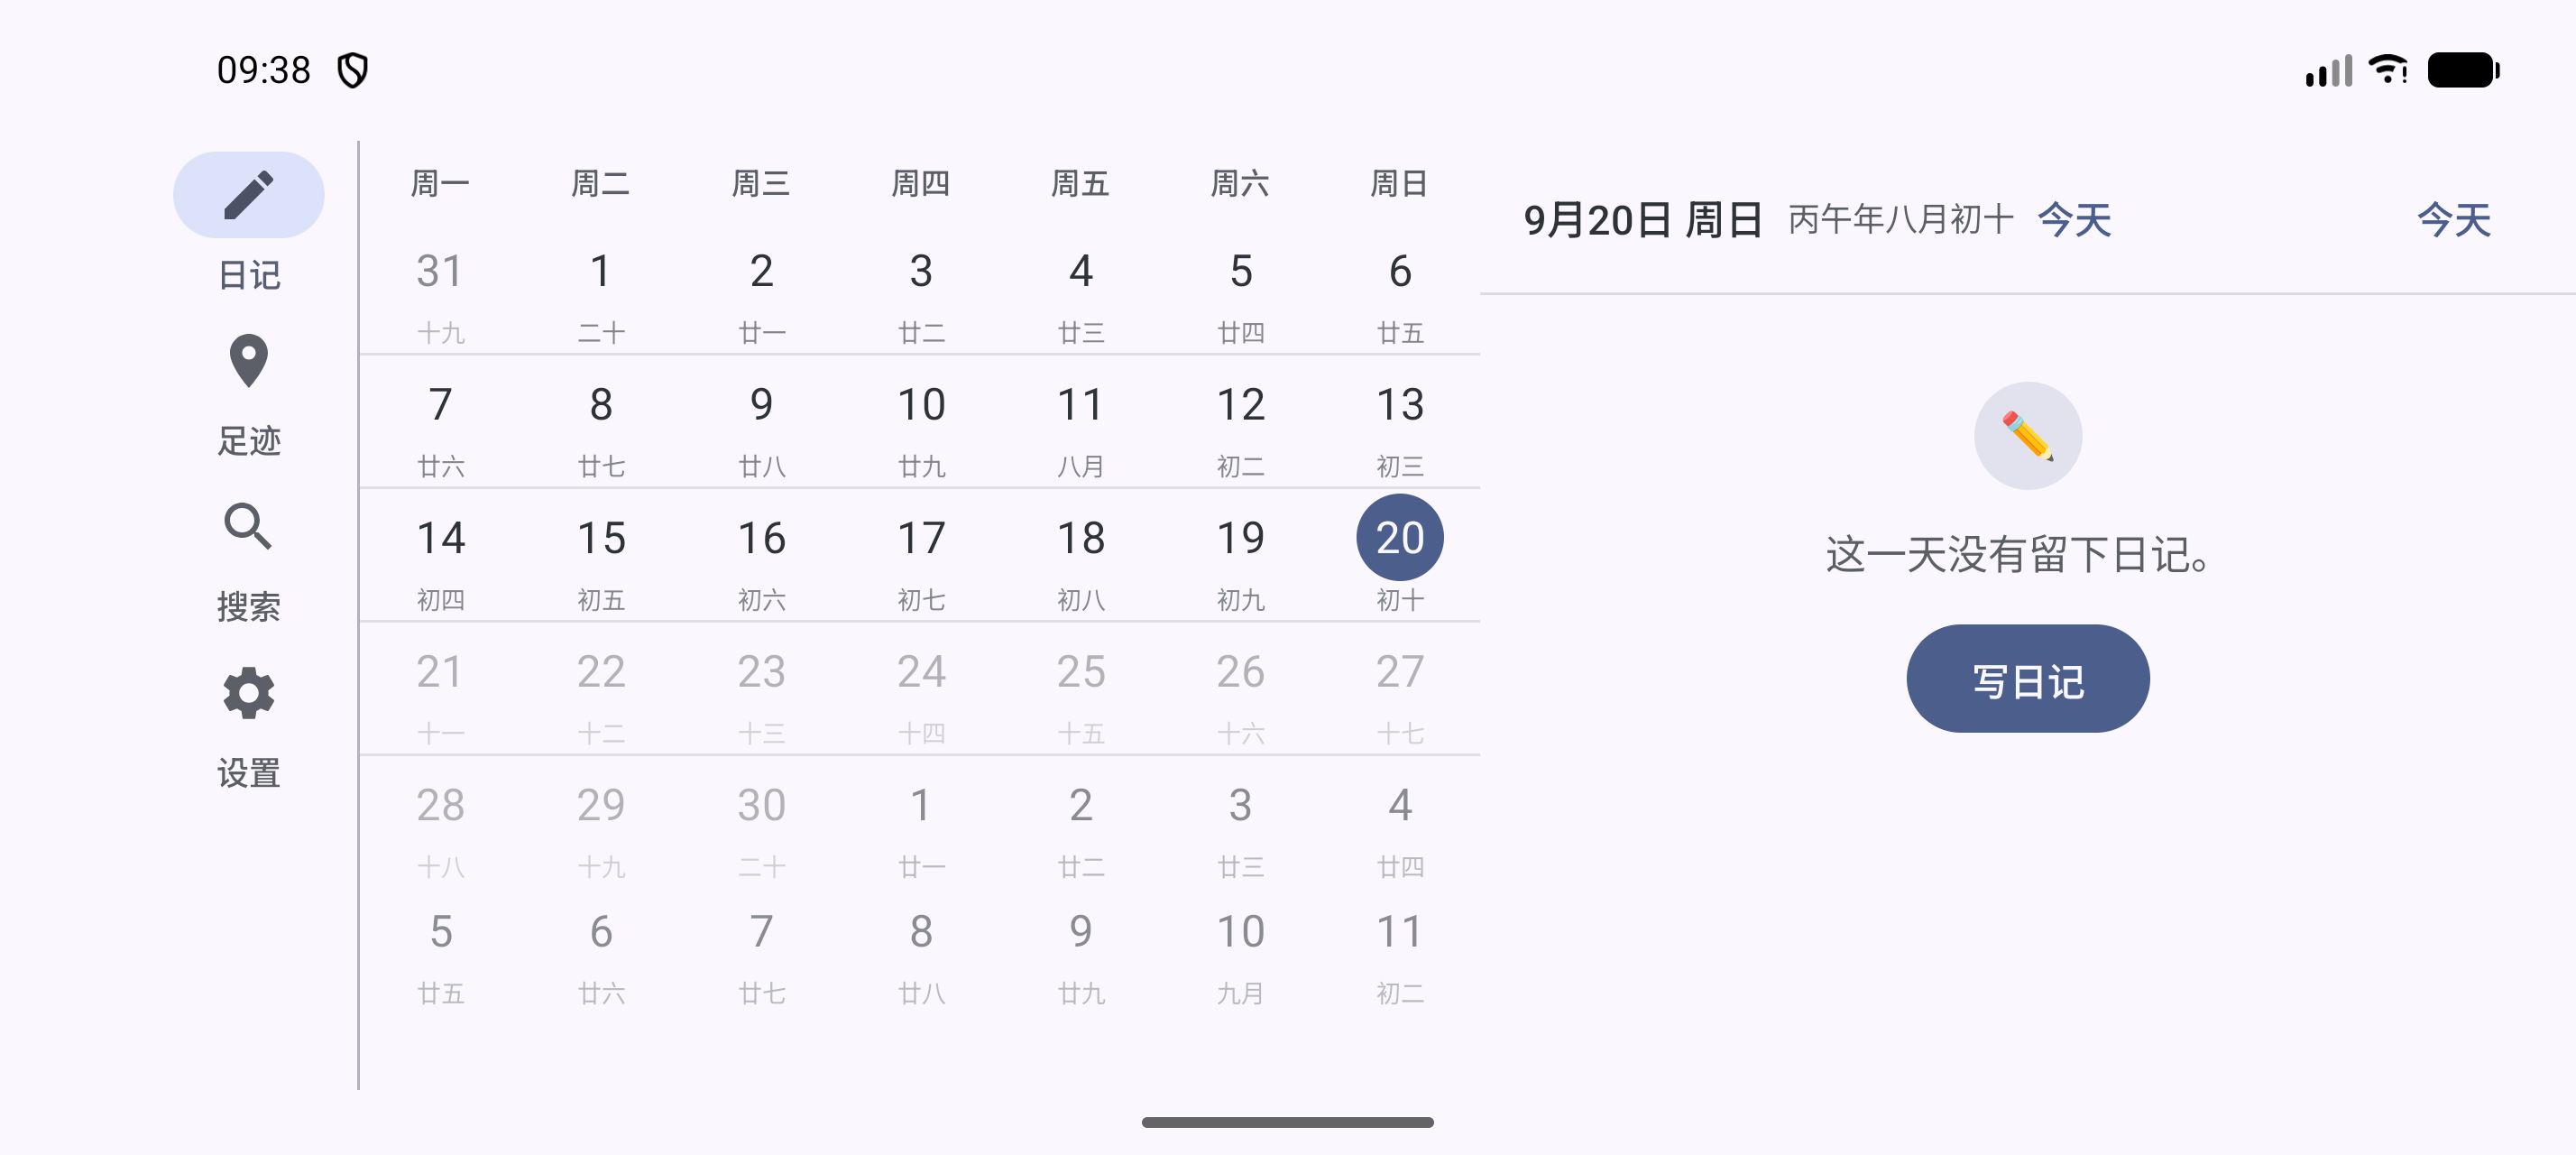 09:38
日记
足迹
搜索
设置
周一 周二 周三 周四 周五 周六 周日
31 1 2 3 4 5 6
十九 二十 廿一 廿二 廿三 廿四 廿五
7 8 9 10 11 12 13
廿六 廿七 廿八 廿九 八月 初二 初三
14 15 16 17 18 19 20
初四 初五 初六 初七 初八 初九 初十
21 22 23 24 25 26 27
十一 十二 十三 十四 十五 十六 十七
28 29 30 1 2 3 4
十八 十九 二十 廿一 廿二 廿三 廿四
5 6 7 8 9 10 11
廿五 廿六 廿七 廿八 廿九 九月 初二
9月20日 周日 丙午年八月初十 今天 今天
这一天没有留下日记。
写日记